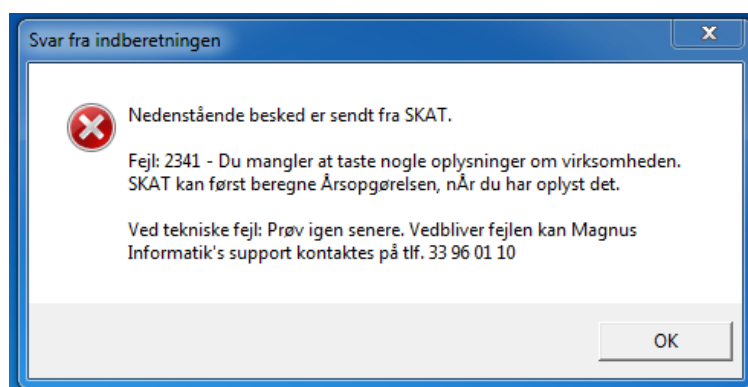 Svar fra indberetningen
Nedenstående besked er sendt fra SKAT.
Fejl: 2341 - Du mangler at taste nogle oplysninger om virksomheden.
SKAT kan først beregne Årsopgørelsen, nÅr du har oplyst det.
Ved tekniske fejl: Prøv igen senere. Vedbliver fejlen kan Magnus
Informatik's support kontaktes på tlf. 33 96 01 10
OK